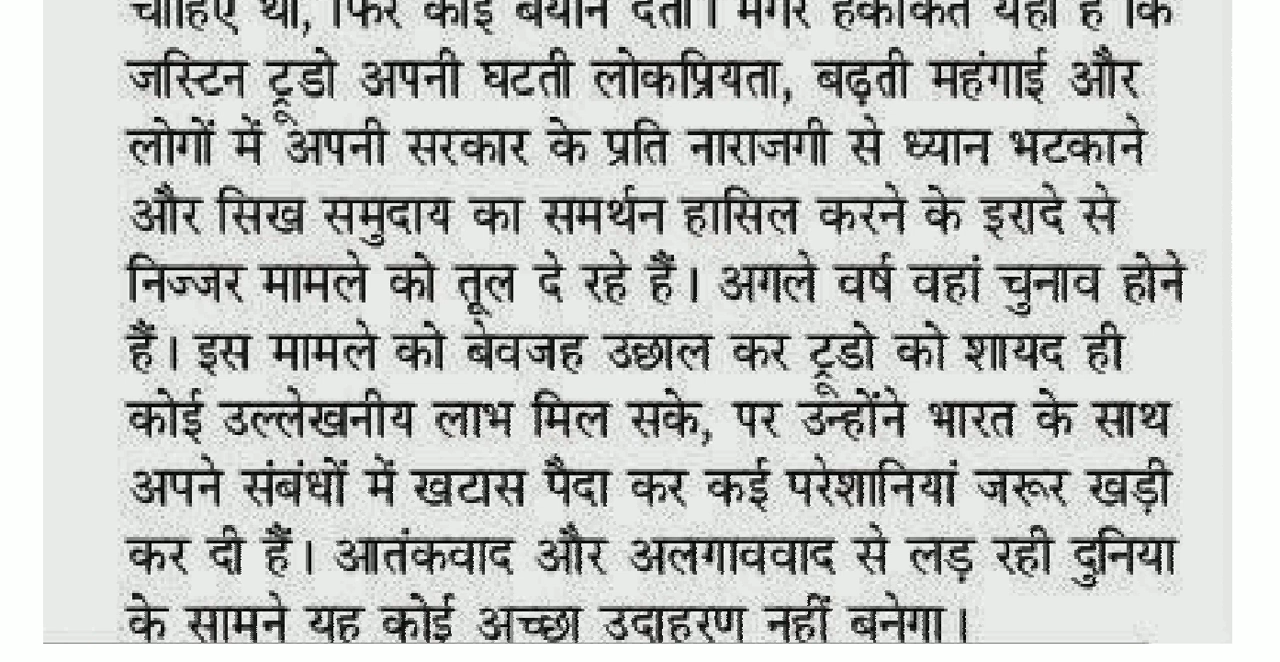 चाहिए था, फिर कोई बयान देता। मगर हकीकत यही है कि
जस्टिन ट्रूडो अपनी घटती लोकप्रियता, बढ़ती महंगाई और
लोगों में अपनी सरकार के प्रति नाराजगी से ध्यान भटकाने
और सिख समुदाय का समर्थन हासिल करने के इरादे से
निज्जर मामले को तूल दे रहे हैं। अगले वर्ष वहां चुनाव होने
हैं। इस मामले को बेवजह उछाल कर ट्रूडो को शायद ही
कोई उल्लेखनीय लाभ मिल सके, पर उन्होंने भारत के साथ
अपने संबंधों में खटास पैदा कर कई परेशानियां जरूर खड़ी
कर दी हैं। आतंकवाद और अलगाववाद से लड़ रही दुनिया
के सामने यह कोई अच्छा उदाहरण नहीं बनेगा।